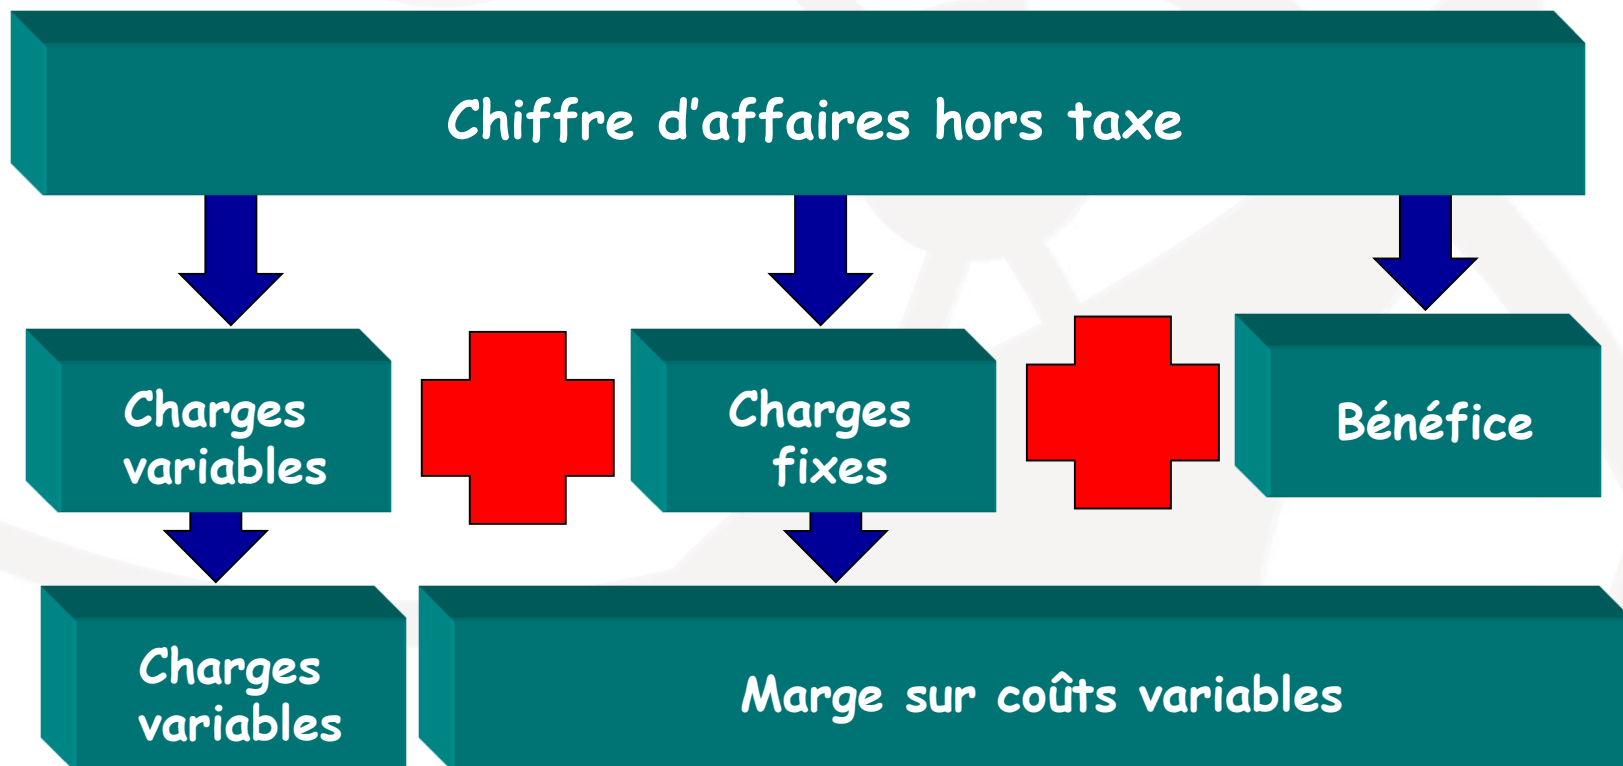 Chiffre d'affaires hors taxe
Charges
variables
Charges
fixes
Bénéfice
Charges
variables
Marge sur coûts variables